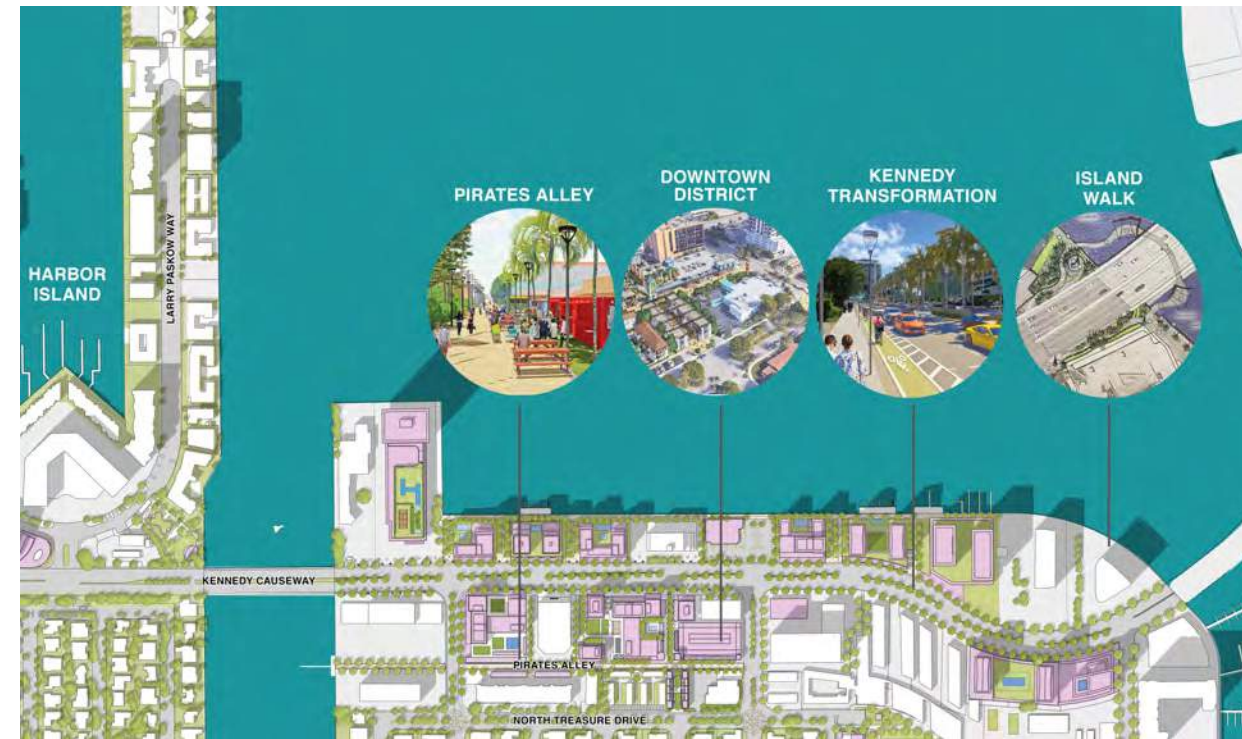 PIRATES ALLEY
DOWNTOWN
DISTRICT
KENNEDY
TRANSFORMATION
ISLAND
WALK
HARBOR
ISLAND
LARRY PASKOW WAY
KENNEDY CAUSEWAY
PIRATES ALLEY
NORTH TREASURE DRIVE